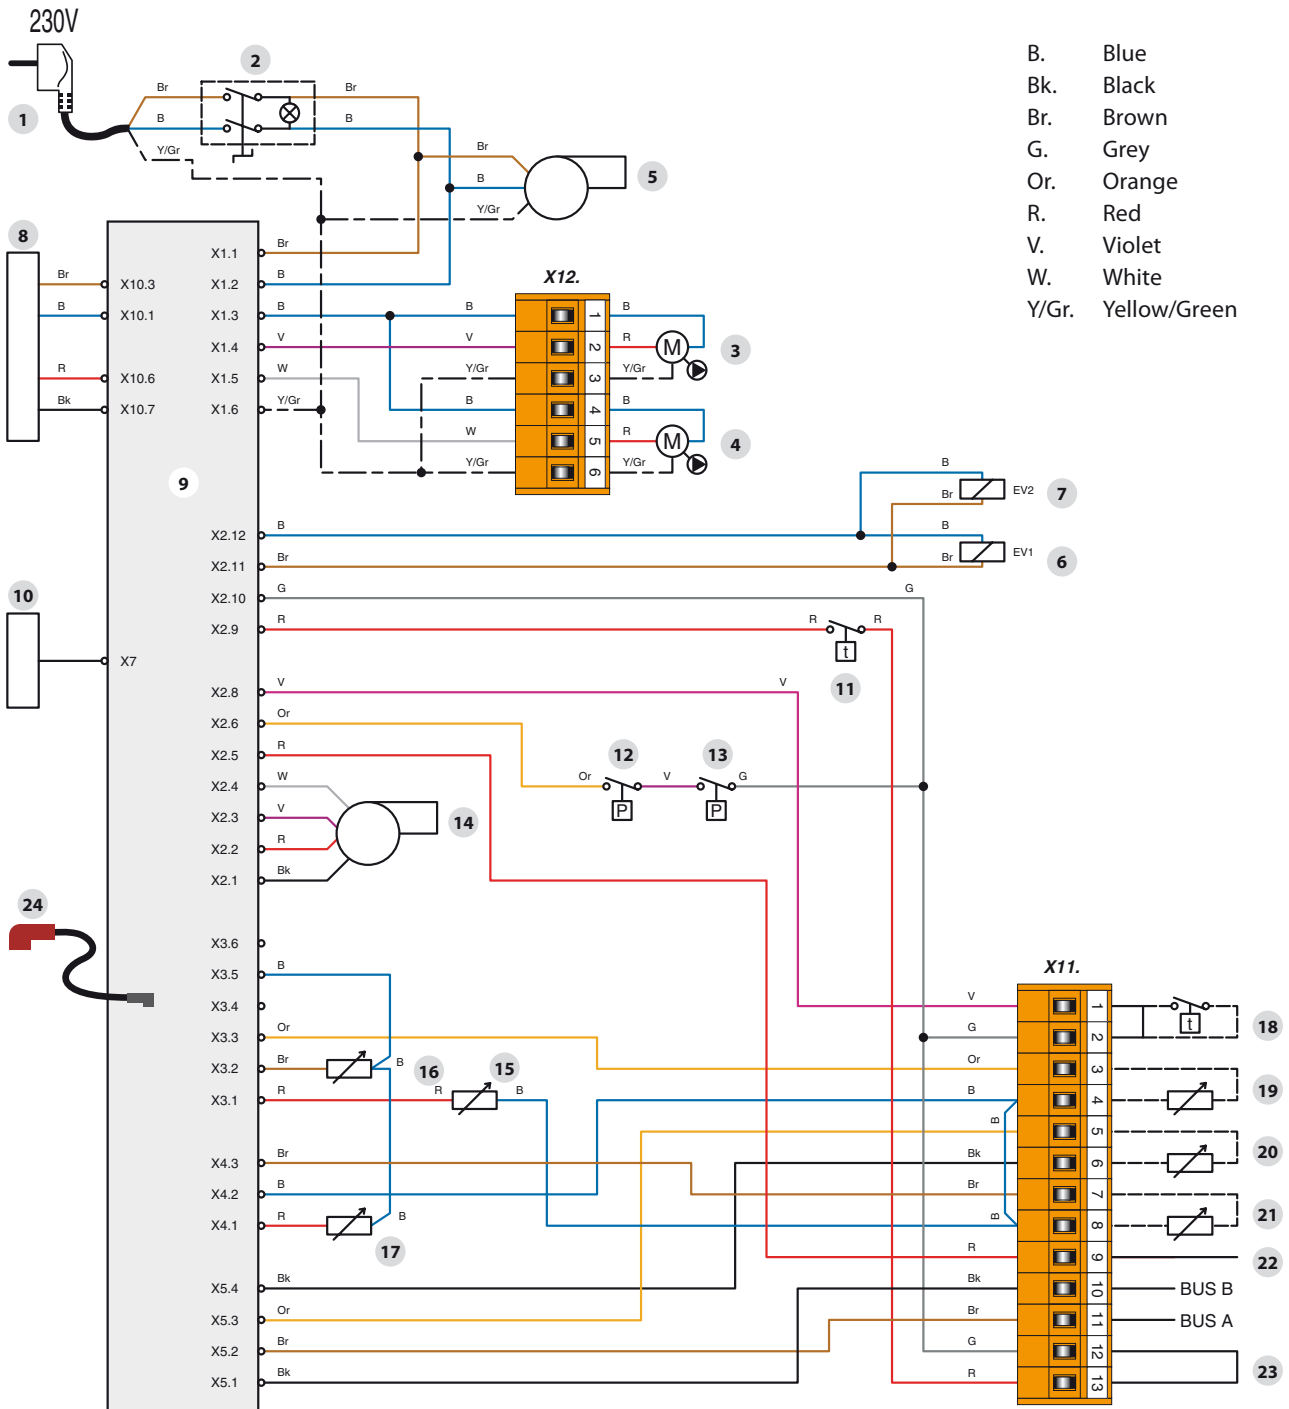 230V
B. Blue
Bk. Black
Br. Brown
G. Grey
Or. Orange
R. Red
V. Violet
W. White
Y/Gr. Yellow/Green
2
Br Br
1
B B
Y/Gr
Br
B
5
Y/Gr
8
X1.1 Br
X12.
Br X10.3 X1.2 B
B X10.1 X1.3 B B 1 B
X1.4 V V 2 R M 3
R X10.6 X1.5 W Y/Gr 3 Y/Gr
Bk X10.7 X1.6 Y/Gr B 4 B
W 5 R M 4
Y/Gr 6 Y/Gr
9
B
Br EV2 7
X2.12 B B
Br EV1 6
X2.11 Br
10
X2.10 G G
X2.9 R R R
t
X7
11
X2.8 V V
X2.6 Or
X2.5 R 12 13
X2.4 W Or V G
P P
X2.3 V 14
X2.2 R
X2.1 Bk
24
X3.6
X3.5 B X11.
X3.4 V 1 t 18
X3.3 Or G 2
X3.2 Br B 16 15 Or 3
X3.1 R R B B 4 19
B 5
X4.3 Br Bk 6 20
X4.2 B Br 7
X4.1 R B B 8 21
17
R 9 22
X5.4 Bk Bk 10 BUS B
X5.3 Or Br 11 BUS A
X5.2 Br G 12
X5.1 Bk R 13 23